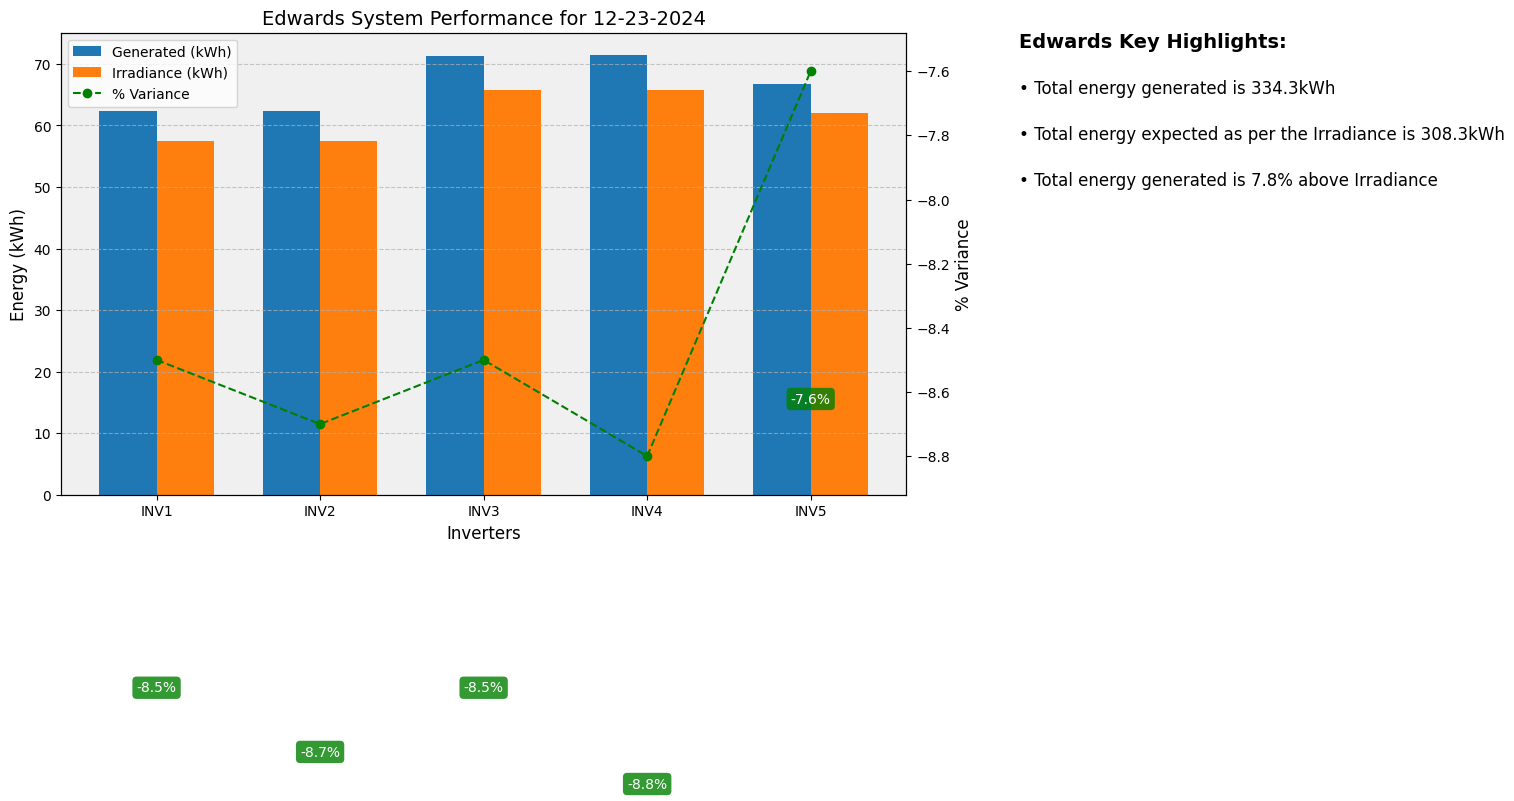 Edwards System Performance for 12-23-2024
Generated (kWh)
Irradiance (kWh)
% Variance
Energy (kWh)
70
60
50
40
30
20
10
0
INV1
INV2
INV3
INV4
INV5
Inverters
−7.6
−7.8
−8.0
−8.2
−8.4
−8.6
−8.8
% Variance
-7.6%
-8.5%
-8.5%
-8.7%
-8.8%
Edwards Key Highlights:
• Total energy generated is 334.3kWh
• Total energy expected as per the Irradiance is 308.3kWh
• Total energy generated is 7.8% above Irradiance